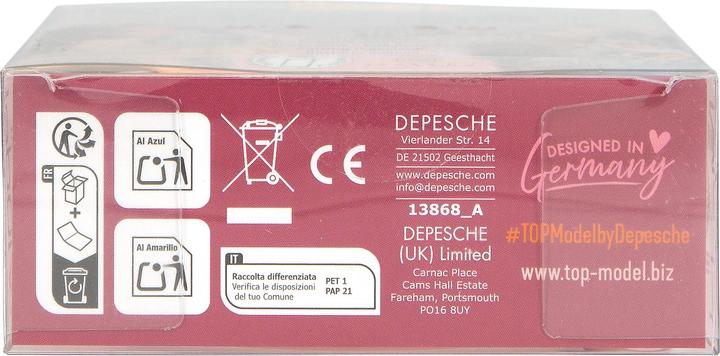 FR
+
Al Azul
Al Amarillo
CE
IT
Raccolta differenziata
Verifica le disposizioni
del tuo Comune
PET 1
PAP 21
DEPESCHE
Vierlander Str. 14
DE 21502 Geesthacht
www.depesche.com
info@depesche.com
13868_A
DEPESCHE
(UK) Limited
Carnac Place
Cams Hall Estate
Fareham, Portsmouth
PO16 8UY
DESIGNED IN
Germany
#TOPModelbyDepesche
www.top-model.biz